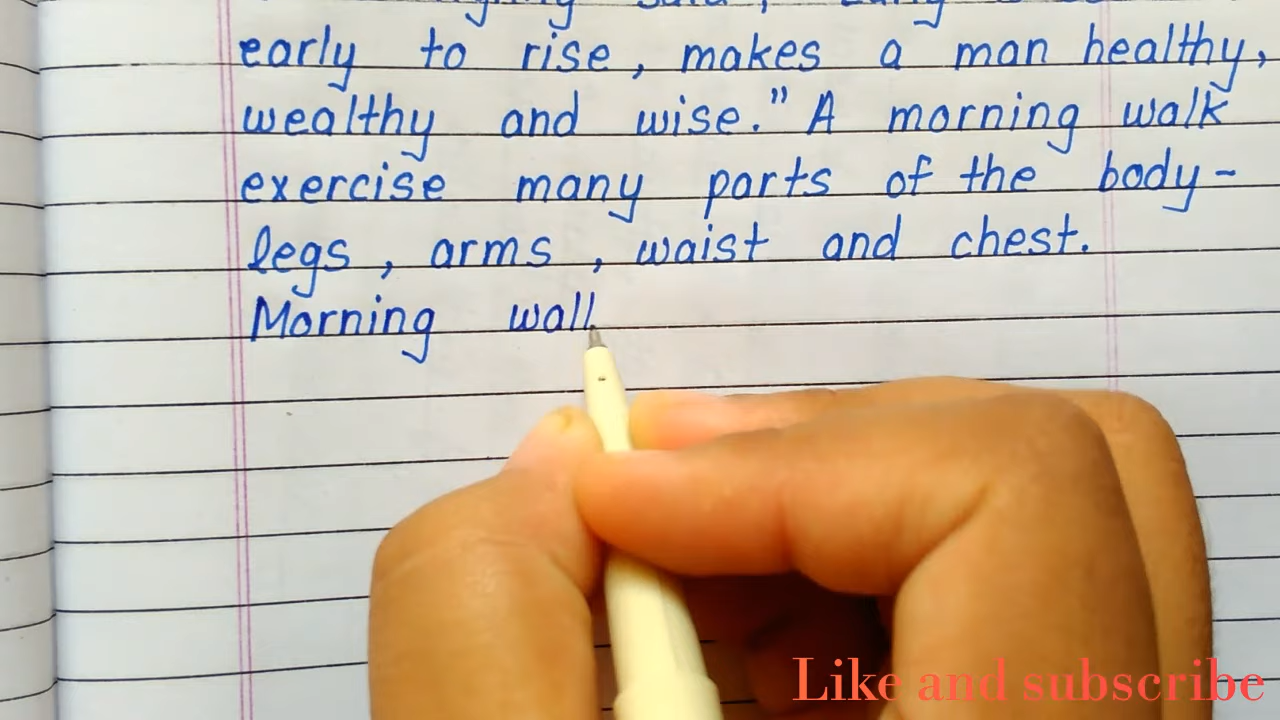 early to rise, makes a man healthy,
wealthy and wise." A morning walk
exercise many parts of the body-
legs, arms, waist and chest.
Morning wall
Like and subscribe